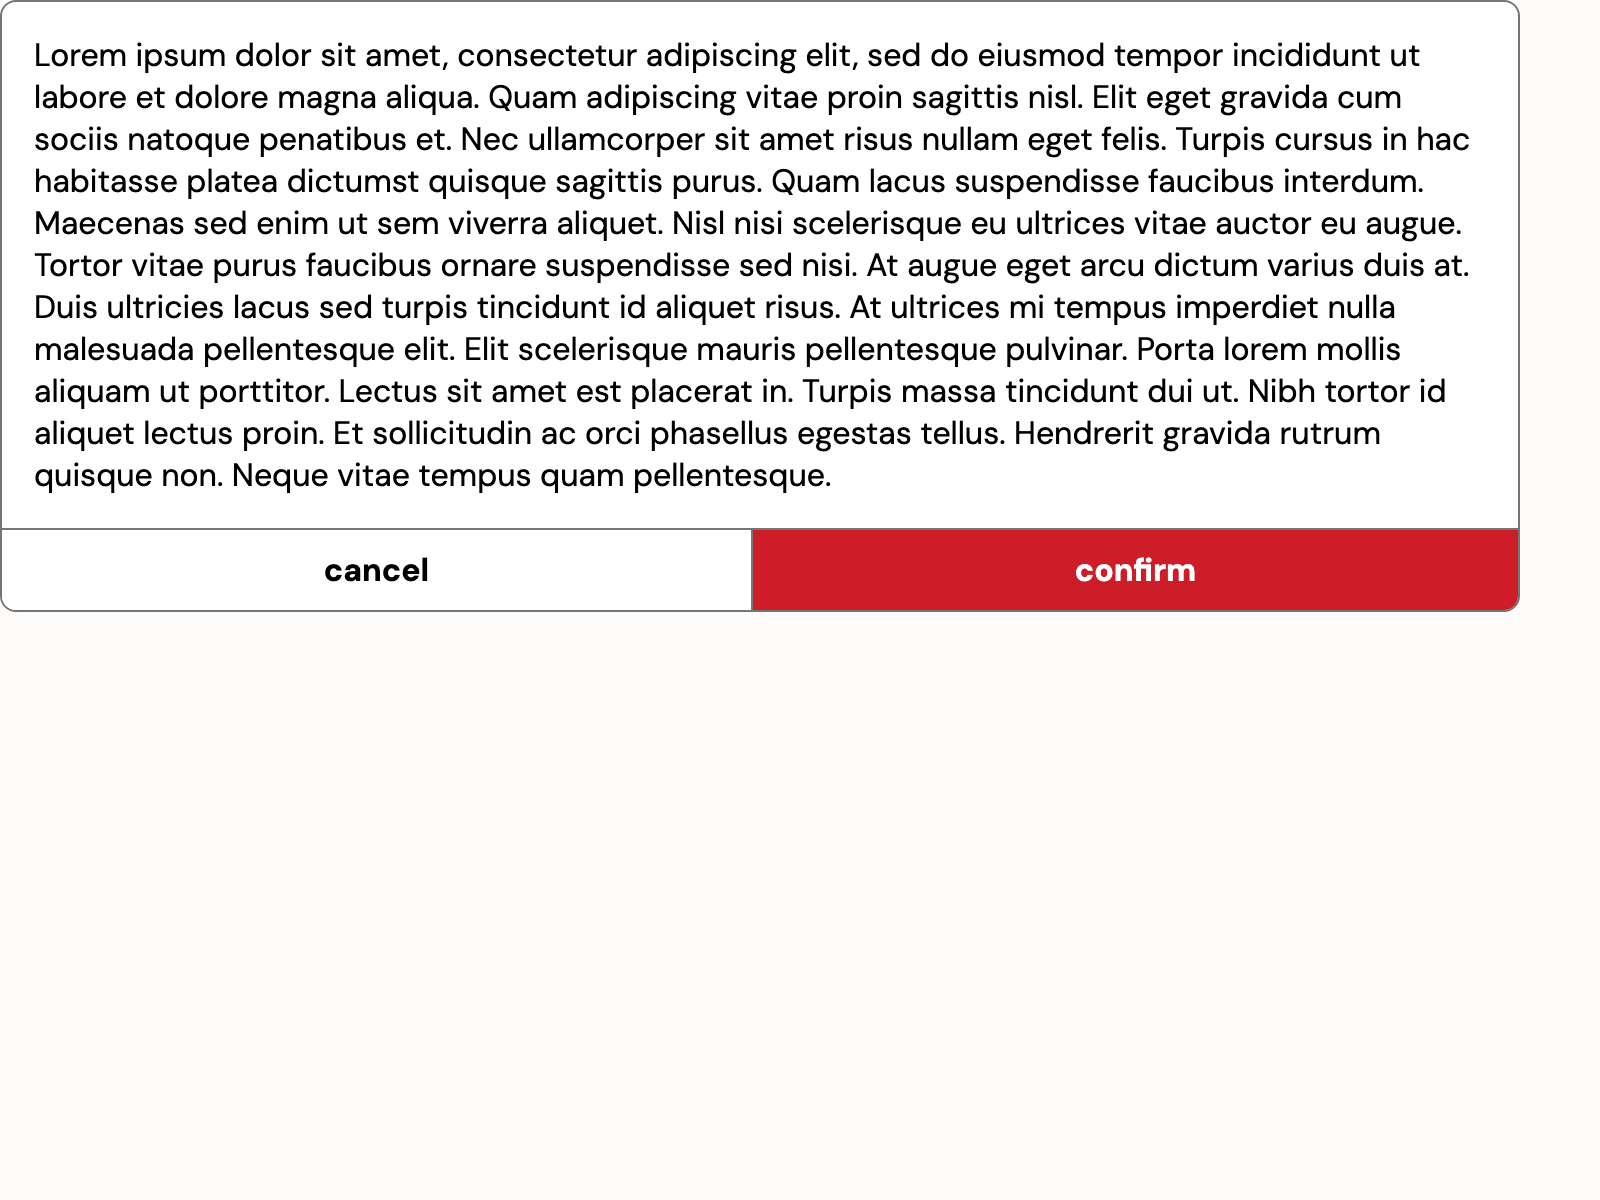 Lorem ipsum dolor sit amet, consectetur adipiscing elit, sed do eiusmod tempor incididunt ut
labore et dolore magna aliqua. Quam adipiscing vitae proin sagittis nisl. Elit eget gravida cum
sociis natoque penatibus et. Nec ullamcorper sit amet risus nullam eget felis. Turpis cursus in hac
habitasse platea dictumst quisque sagittis purus. Quam lacus suspendisse faucibus interdum.
Maecenas sed enim ut sem viverra aliquet. Nisl nisi scelerisque eu ultrices vitae auctor eu augue.
Tortor vitae purus faucibus ornare suspendisse sed nisi. At augue eget arcu dictum varius duis at.
Duis ultricies lacus sed turpis tincidunt id aliquet risus. At ultrices mi tempus imperdiet nulla
malesuada pellentesque elit. Elit scelerisque mauris pellentesque pulvinar. Porta lorem mollis
aliquam ut porttitor. Lectus sit amet est placerat in. Turpis massa tincidunt dui ut. Nibh tortor id
aliquet lectus proin. Et sollicitudin ac orci phasellus egestas tellus. Hendrerit gravida rutrum
quisque non. Neque vitae tempus quam pellentesque.
cancel
confirm